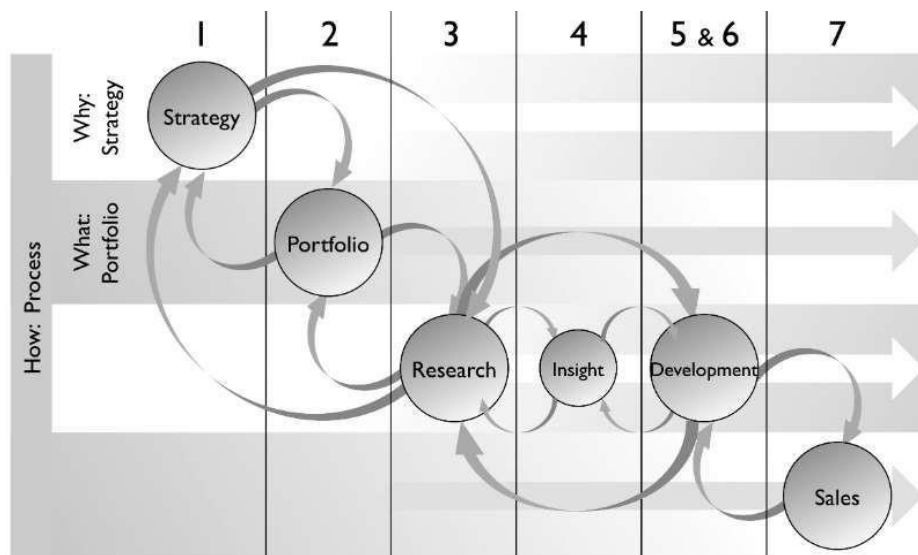 1 2 3 4 5 & 6 7
How: Process
Why:
Strategy
What:
Portfolio
Strategy
Portfolio
Research
Insight
Development
Sales